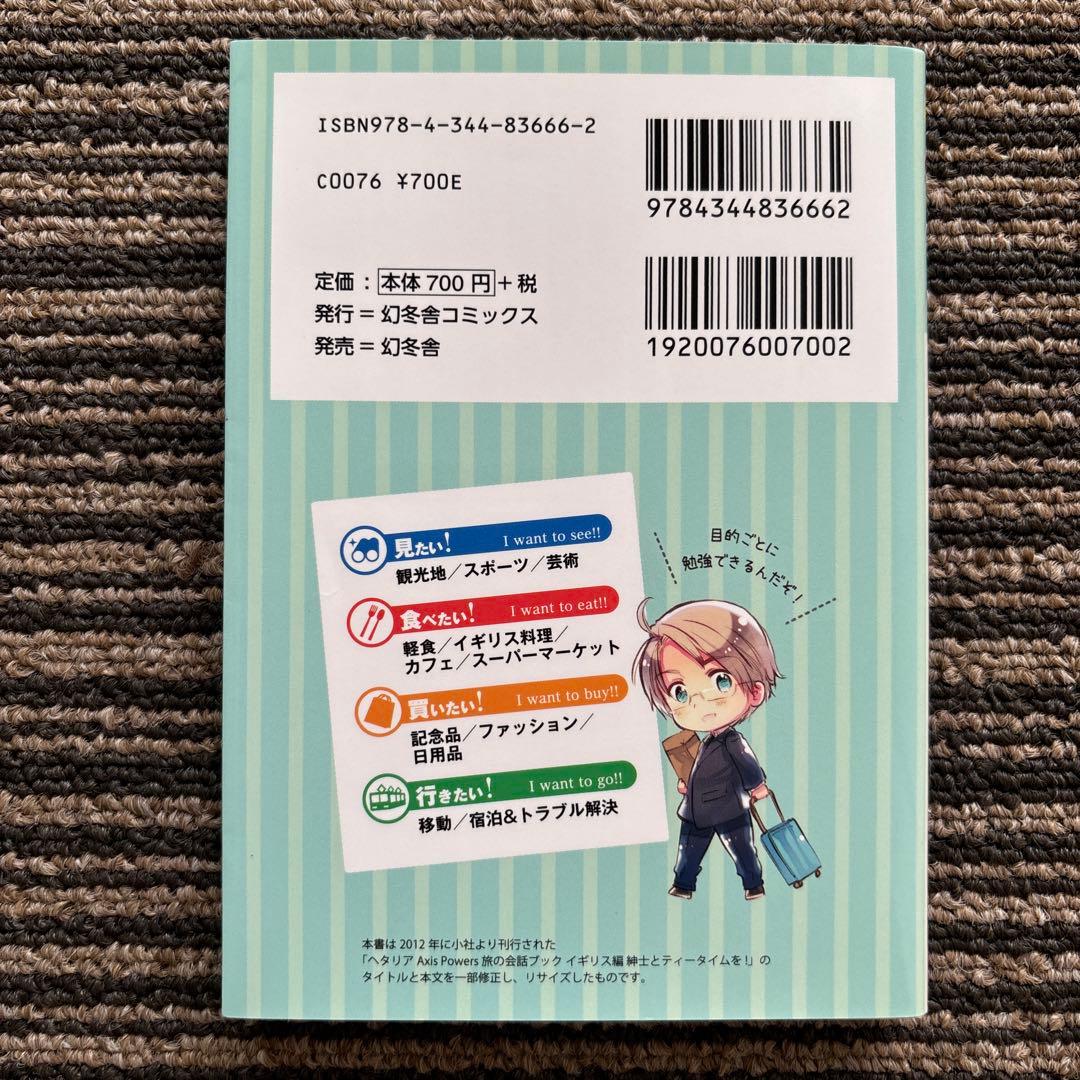 ISBN978-4-344-83666-2
C0076 ¥700E
9784344836662
定価：本体 700 円+税
発行＝幻冬舎コミックス
発売＝幻冬舎
1920076007002
見たい! I want to see!!
観光地／スポーツ／芸術
食べたい! I want to eat!!
軽食／イギリス料理／
カフェ／スーパーマーケット
買いたい! I want to buy!!
記念品／ファッション／
日用品
行きたい! I want to go!!
移動／宿泊&トラブル解決
目的ごとに
勉強できるんだぞ!
本書は 2012 年に小社より刊行された
「ヘタリア Axis Powers 旅の会話ブック イギリス編 紳士とティータイムを!」の
タイトルと本文を一部修正し、リサイズしたものです。